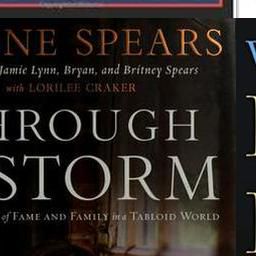 NE SPEARS
Jamie Lynn, Bryan, and Britney Spears
with LORILEE CRAKER
HROUGH
STORM
of FAME AND FAMILY in a TABLOID WORLD